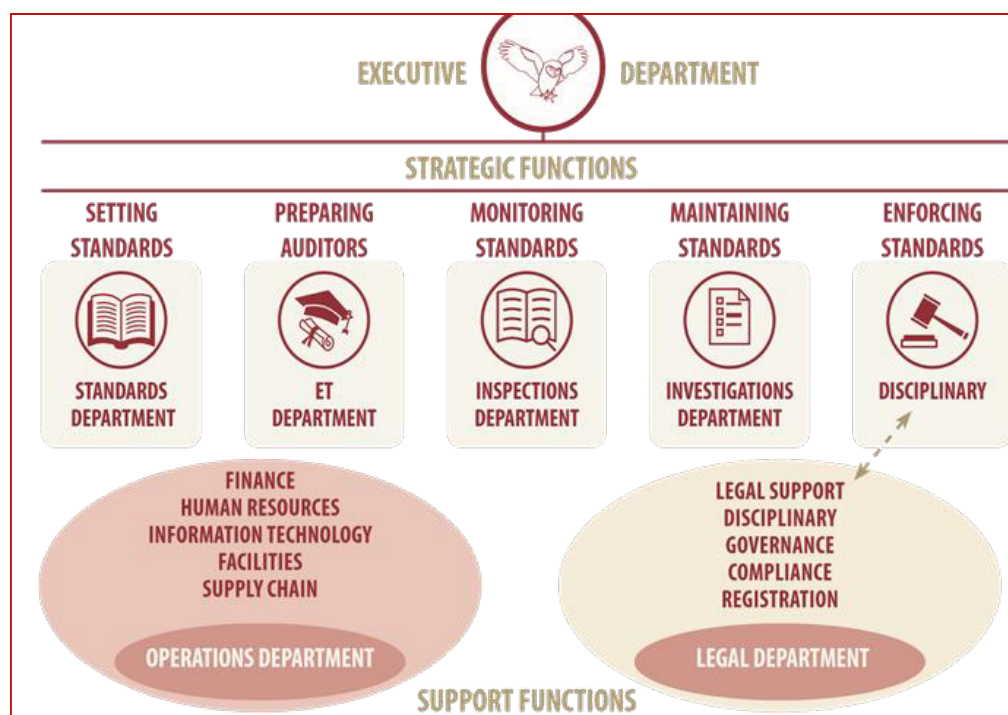 EXECUTIVE DEPARTMENT
STRATEGIC FUNCTIONS
SETTING
STANDARDS
PREPARING
AUDITORS
MONITORING
STANDARDS
MAINTAINING
STANDARDS
ENFORCING
STANDARDS
STANDARDS
DEPARTMENT
ET
DEPARTMENT
INSPECTIONS
DEPARTMENT
INVESTIGATIONS
DEPARTMENT
DISCIPLINARY
FINANCE
HUMAN RESOURCES
INFORMATION TECHNOLOGY
FACILITIES
SUPPLY CHAIN
OPERATIONS DEPARTMENT
LEGAL SUPPORT
DISCIPLINARY
GOVERNANCE
COMPLIANCE
REGISTRATION
LEGAL DEPARTMENT
SUPPORT FUNCTIONS